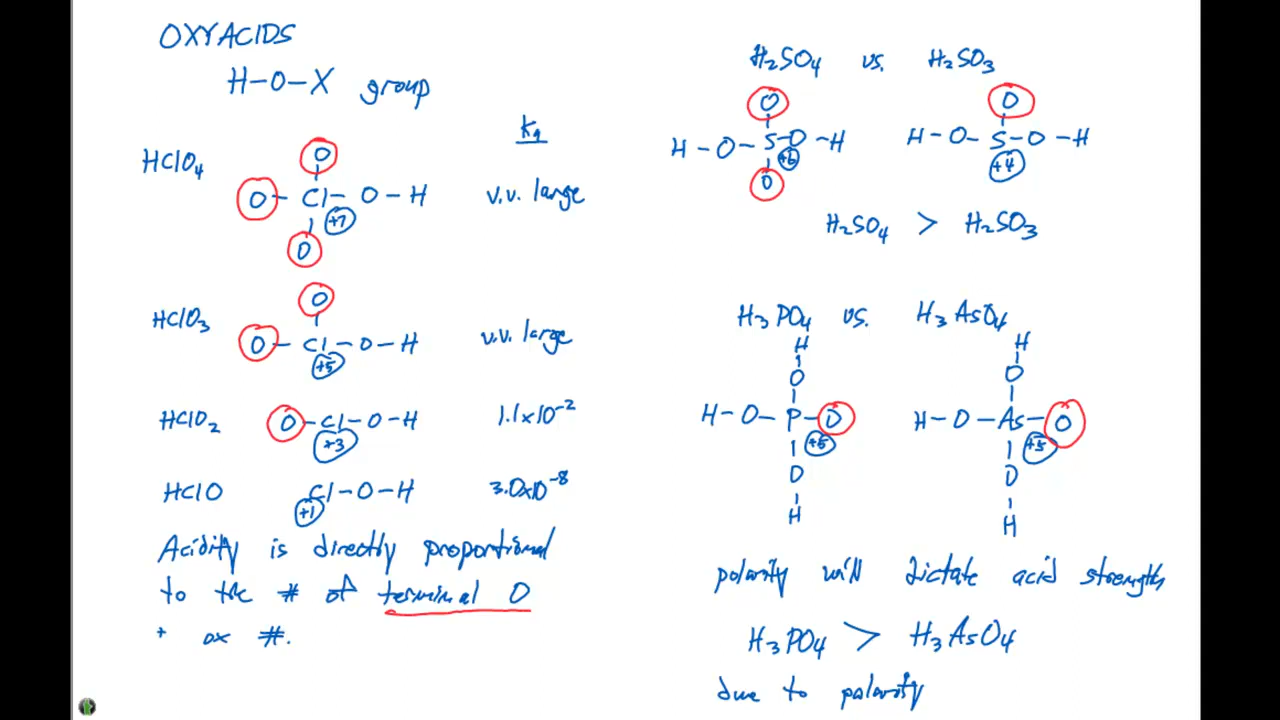 OXYACIDS
H-O-X group
Ka
HClO4
O
O-Cl-O-H
+7
O
v.v. large
HClO3
O
O-Cl-O-H
+5
v.v. large
HClO2
O-Cl-O-H
+3
1.1x10-2
HClO
Cl-O-H
+1
3.0x10-8
Acidity is directly proportional
to the # of terminal O
+ ox #.
H2SO4 vs. H2SO3
O
H-O-S-O-H
+6
O
O
H-O-S-O-H
+4
H2SO4 > H2SO3
H3PO4 vs. H3AsO4
H
O
H-O-P-O
+5
O
H
H
O
H-O-As-O
+5
O
H
polarity will dictate acid strengths
H3PO4 > H3AsO4
due to polarity